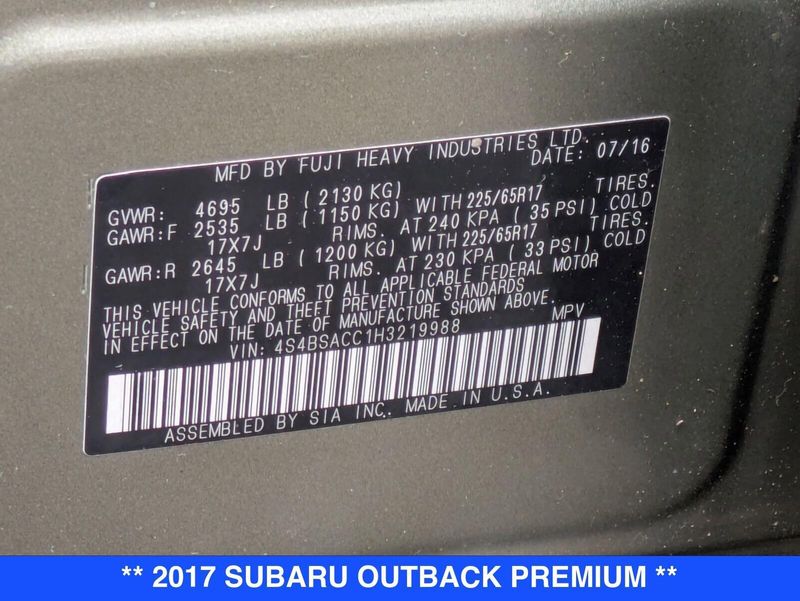 MFD BY FUJI HEAVY INDUSTRIES LTD.
DATE: 07/16
GVWR: 4695 LB ( 2130 KG)
GAWR:F 2535 LB ( 1150 KG) WITH 225/65R17 TIRES.
17X7J RIMS. AT 240 KPA ( 35 PSI) COLD
GAWR:R 2645 LB ( 1200 KG) WITH 225/65R17 TIRES.
17X7J RIMS. AT 230 KPA ( 33 PSI) COLD
THIS VEHICLE CONFORMS TO ALL APPLICABLE FEDERAL MOTOR
VEHICLE SAFETY AND THEFT PREVENTION STANDARDS
IN EFFECT ON THE DATE OF MANUFACTURE SHOWN ABOVE.
VIN: 4S4BSACC1H3219988 MPV
ASSEMBLED BY SIA INC. MADE IN U.S.A.
** 2017 SUBARU OUTBACK PREMIUM **